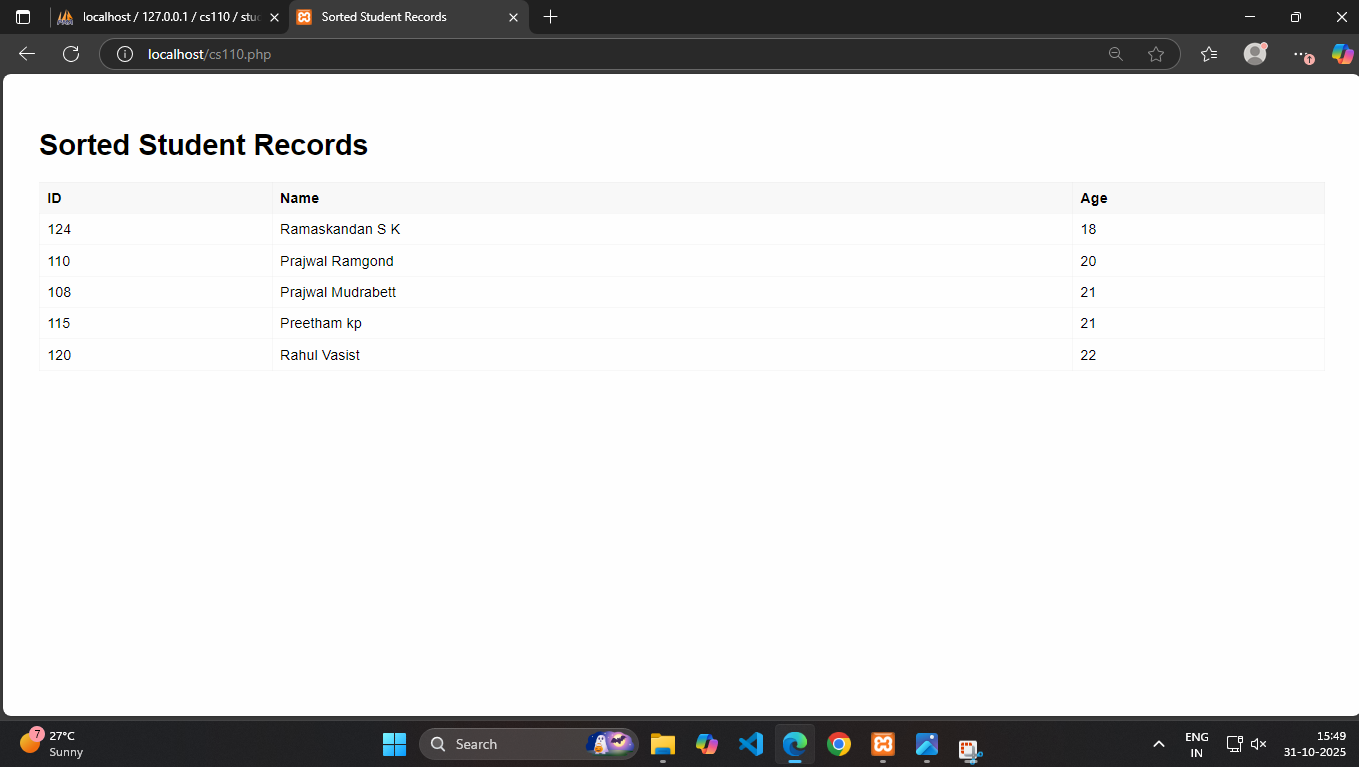 localhost / 127.0.0.1 / cs110 / stu
Sorted Student Records
localhost/cs110.php
Sorted Student Records
ID Name Age
124 Ramaskandan S K 18
110 Prajwal Ramgond 20
108 Prajwal Mudrabett 21
115 Preetham kp 21
120 Rahul Vasist 22
7
27°C
Sunny
Search
ENG
IN
15:49
31-10-2025